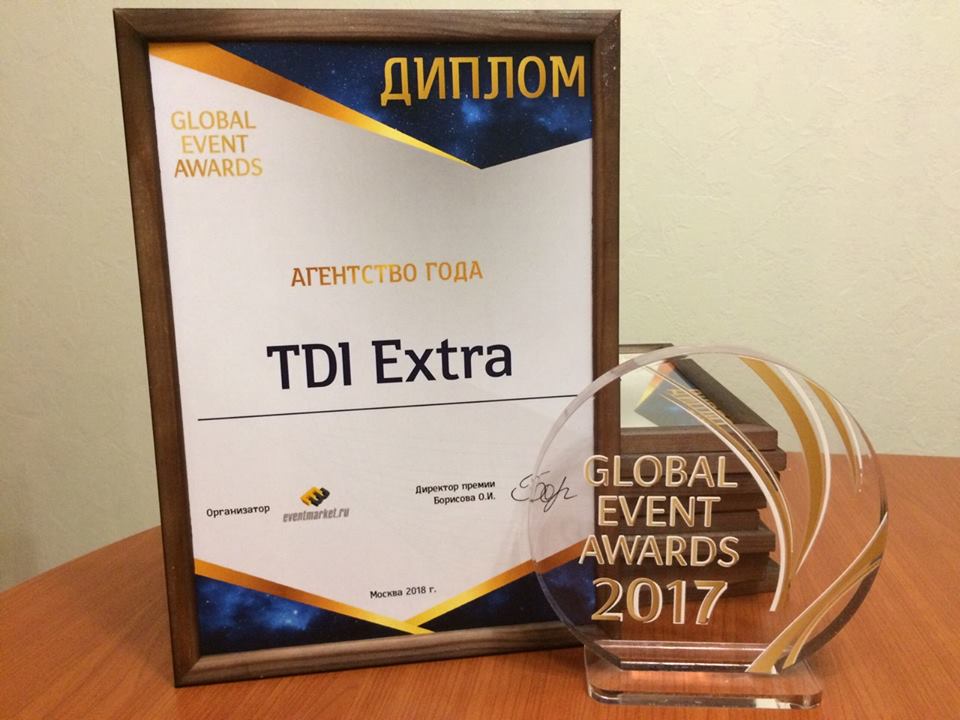 ДИПЛОМ
GLOBAL
EVENT
AWARDS
АГЕНТСТВО ГОДА
TDI Extra
Организатор
eventmarket.ru
Директор премии
Борисова О.И.
Москва 2018 г.
GLOBAL
EVENT
AWARDS
2017